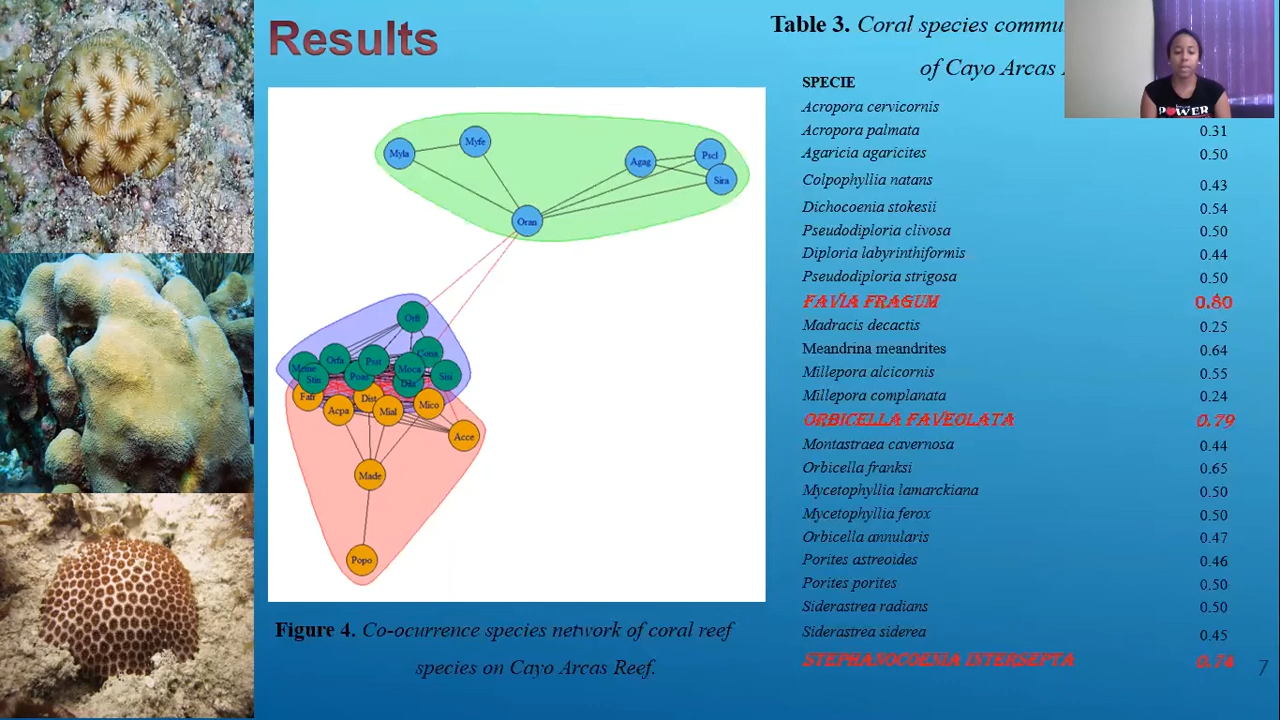 Results
Table 3. Coral species commu
of Cayo Arcas
SPECIE
Acropora cervicornis
Acropora palmata 0.31
Agaricia agaricites 0.50
Colpophyllia natans 0.43
Dichocoenia stokesii 0.54
Pseudodiploria clivosa 0.50
Diploria labyrinthiformis 0.44
Pseudodiploria strigosa 0.50
FAVIA FRAGUM 0.80
Madracis decactis 0.25
Meandrina meandrites 0.64
Millepora alcicornis 0.55
Millepora complanata 0.24
ORBICELLA FAVEOLATA 0.79
Montastraea cavernosa 0.44
Orbicella franksi 0.65
Mycetophyllia lamarckiana 0.50
Mycetophyllia ferox 0.50
Orbicella annularis 0.47
Porites astreoides 0.46
Porites porites 0.50
Siderastrea radians 0.50
Siderastrea siderea 0.45
STEPHANOCOENIA INTERSEPTA 0.74
7
POWER
Myla
Myfe
Agag
Pscl
Sira
Oran
Orfr
Orfa
Psst
Cona
Meme
Stin
Poas
Moca
Dila
Sisi
Fafr
Acpa
Dist
Mial
Mico
Acce
Made
Popo
Figure 4. Co-ocurrence species network of coral reef
species on Cayo Arcas Reef.